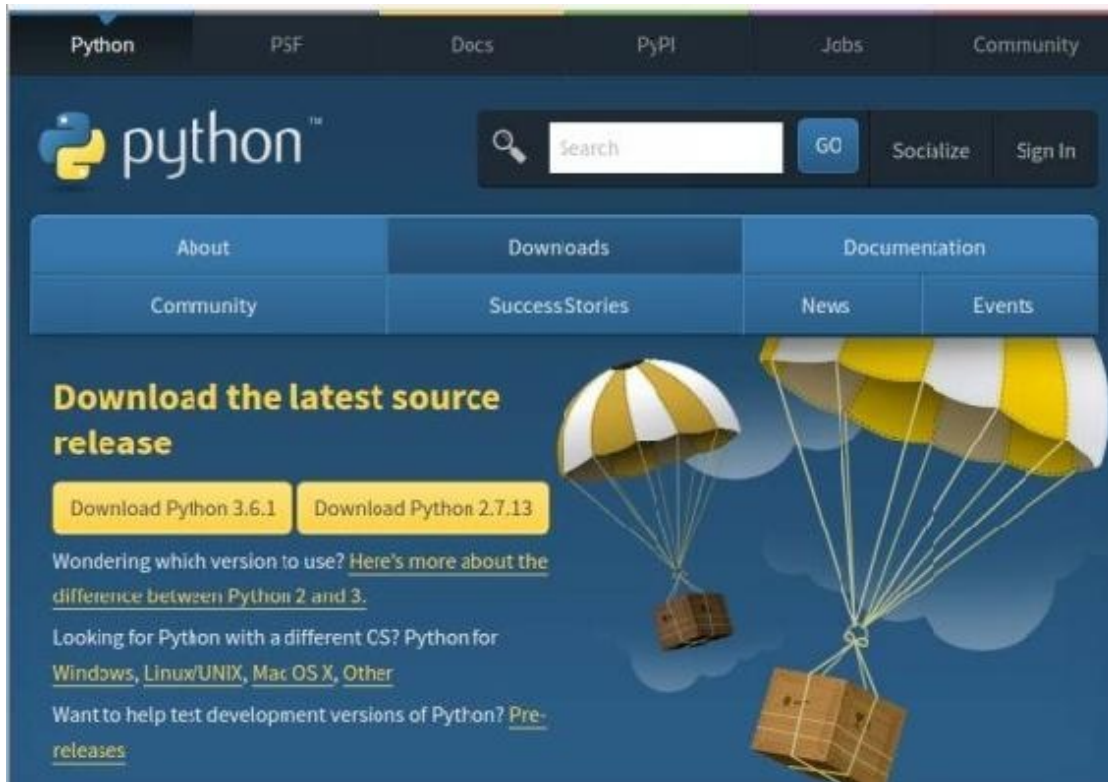 Python PSF Docs PyPI Jobs Community
python™
Search GO Socialize Sign In
About Downloads Documentation
Community Success Stories News Events
Download the latest source
release
Download Python 3.6.1 Download Python 2.7.13
Wondering which version to use? Here's more about the
difference between Python 2 and 3.
Looking for Python with a different OS? Python for
Windows, Linux/UNIX, Mac OS X, Other
Want to help test development versions of Python? Pre-
releases